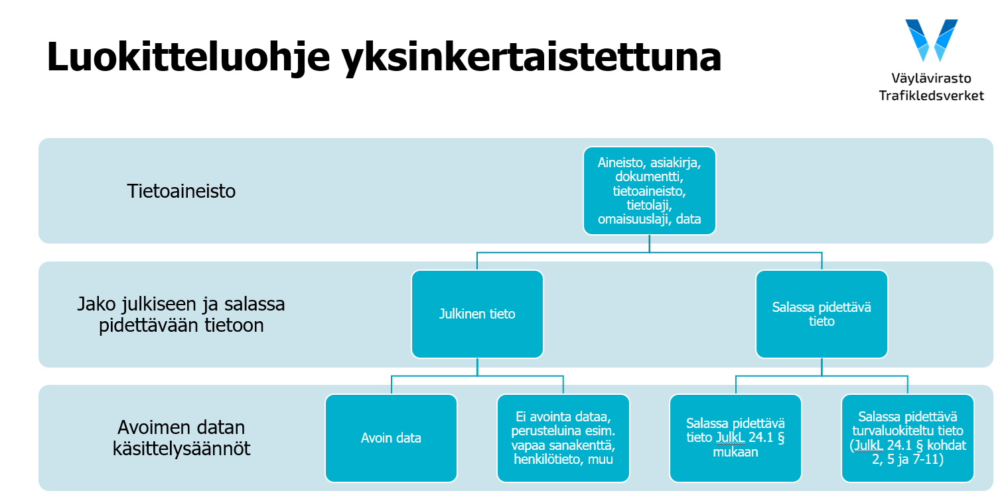 Luokitteluohje yksinkertaistettuna
Väylävirasto
Trafikledsverket
Tietoaineisto
Aineisto, asiakirja,
dokumentti,
tietoaineisto,
tietolaji,
omaisuuslaji, data
Jako julkiseen ja salassa
pidettävään tietoon
Julkinen tieto
Salassa pidettävä
tieto
Avoimen datan
käsittelysäännöt
Avoin data
Ei avointa dataa,
perusteluina esim.
vapaa sanakenttä,
henkilötieto, muu
Salassa pidettävä
tieto JulkL 24.1 §
mukaan
Salassa pidettävä
turvaluokiteltu tieto
(JulkL 24.1 § kohdat
2, 5 ja 7-11)